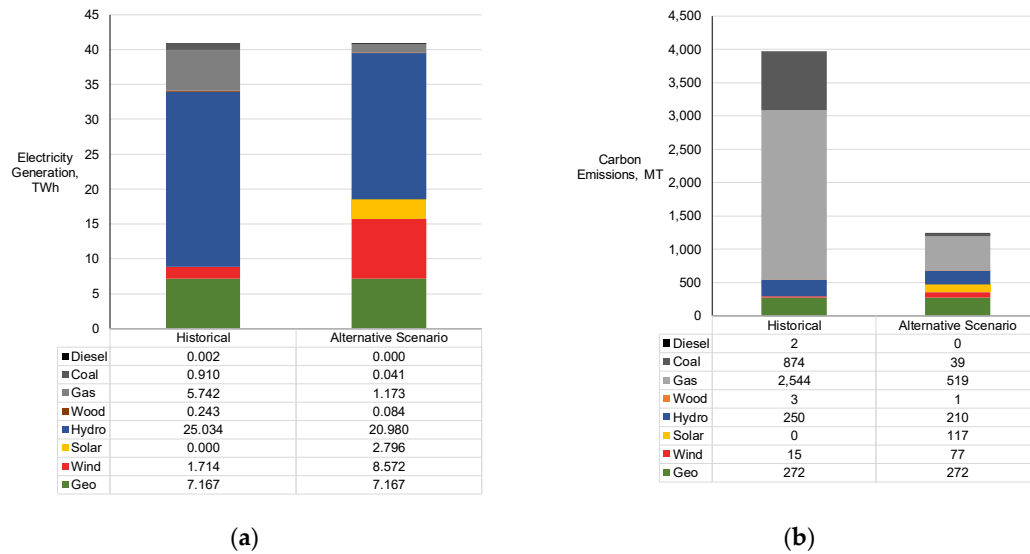 45
40
35
30
25
20
15
10
5
0
Electricity
Generation,
TWh
Historical Alternative Scenario
Diesel 0.002 0.000
Coal 0.910 0.041
Gas 5.742 1.173
Wood 0.243 0.084
Hydro 25.034 20.980
Solar 0.000 2.796
Wind 1.714 8.572
Geo 7.167 7.167
(a)
4,500
4,000
3,500
3,000
2,500
2,000
1,500
1,000
500
0
Carbon
Emissions, MT
Historical Alternative Scenario
Diesel 2 0
Coal 874 39
Gas 2,544 519
Wood 3 1
Hydro 250 210
Solar 0 117
Wind 15 77
Geo 272 272
(b)